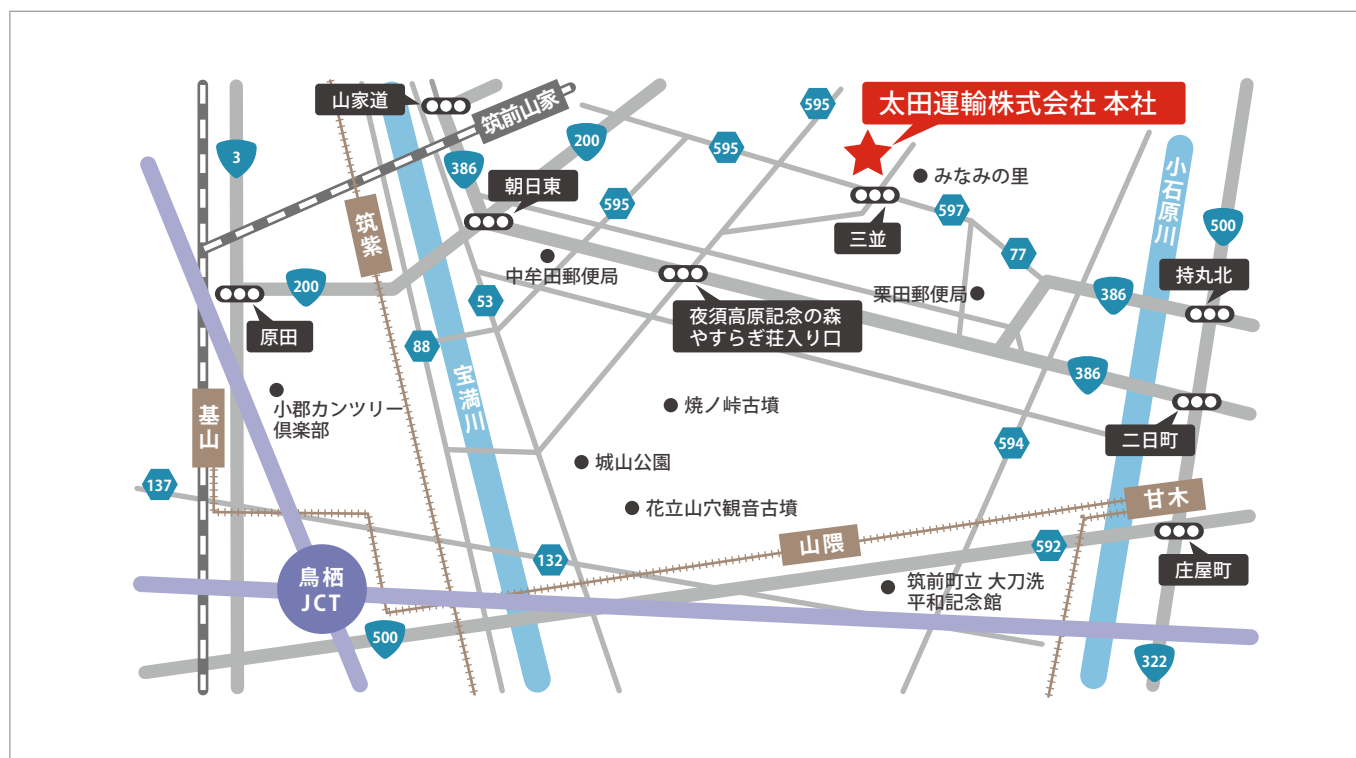 山家道
筑前山家
595
太田運輸株式会社 本社
3
200
595
386
朝日東
みなみの里
小石原川
595
597
500
筑紫
三並
77
中牟田郵便局
持丸北
200
53
栗田郵便局
386
原田
夜須高原記念の森
やすらぎ荘入り口
88
386
宝満川
基山
小郡カンツリー
倶楽部
焼ノ峠古墳
二日町
594
城山公園
137
甘木
花立山穴観音古墳
山隈
592
132
庄屋町
鳥栖
JCT
筑前町立 大刀洗
平和記念館
500
322